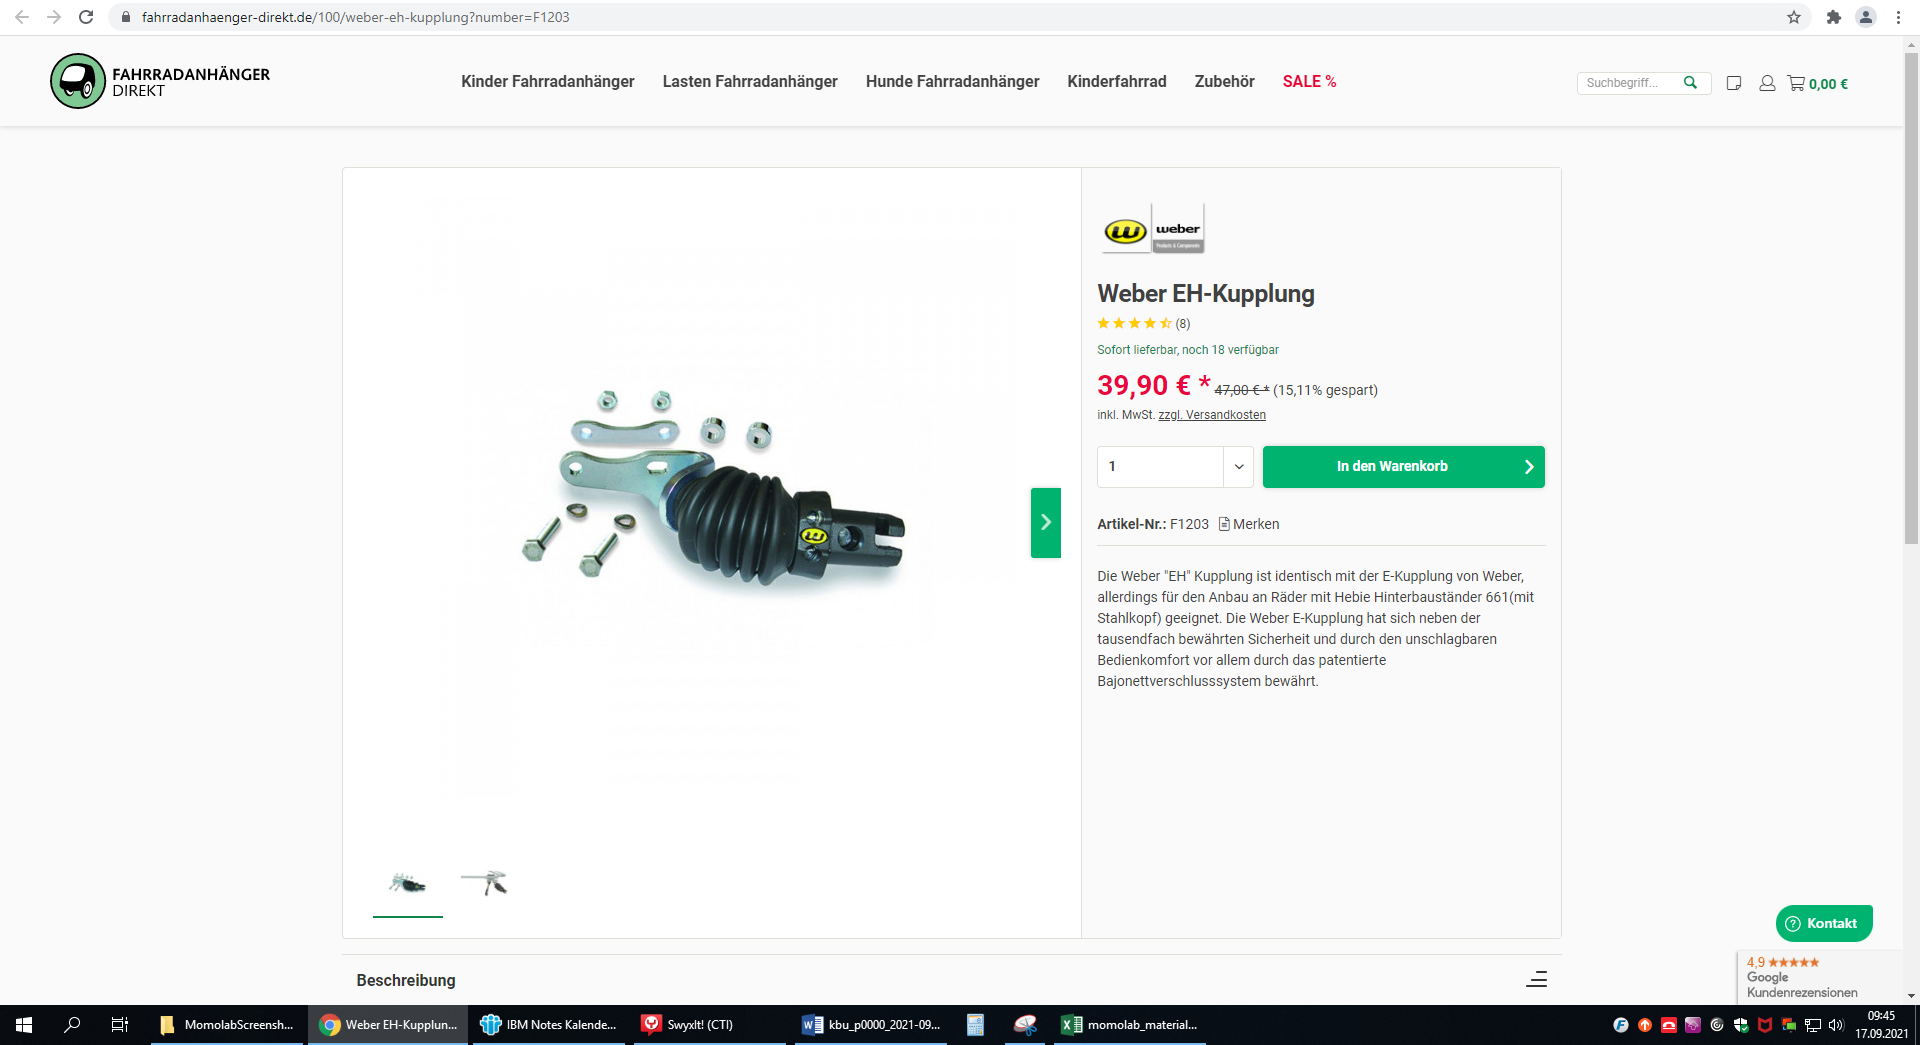 fahrradanhaenger-direkt.de/100/weber-eh-kupplung?number=F1203
FAHRRADANHÄNGER
DIREKT
Kinder Fahrradanhänger
Lasten Fahrradanhänger
Hunde Fahrradanhänger
Kinderfahrrad
Zubehör
SALE %
Suchbegriff...
0,00 €
W
weber
Products & Components
Weber EH-Kupplung
(8)
Sofort lieferbar, noch 18 verfügbar
39,90 € * 47,00 € * (15,11% gespart)
inkl. MwSt. zzgl. Versandkosten
1
In den Warenkorb
Artikel-Nr.: F1203 Merken
Die Weber "EH" Kupplung ist identisch mit der E-Kupplung von Weber,
allerdings für den Anbau an Räder mit Hebie Hinterbauständer 661(mit
Stahlkopf) geeignet. Die Weber E-Kupplung hat sich neben der
tausendfach bewährten Sicherheit und durch den unschlagbaren
Bedienkomfort vor allem durch das patentierte
Bajonettverschlusssystem bewährt.
Kontakt
4,9
Google
Kundenrezensionen
Beschreibung
MomolabScreensh...
Weber EH-Kupplun...
IBM Notes Kalende...
SwyxIt! (CTI)
kbu_p0000_2021-09...
momolab_material...
09:45
17.09.2021